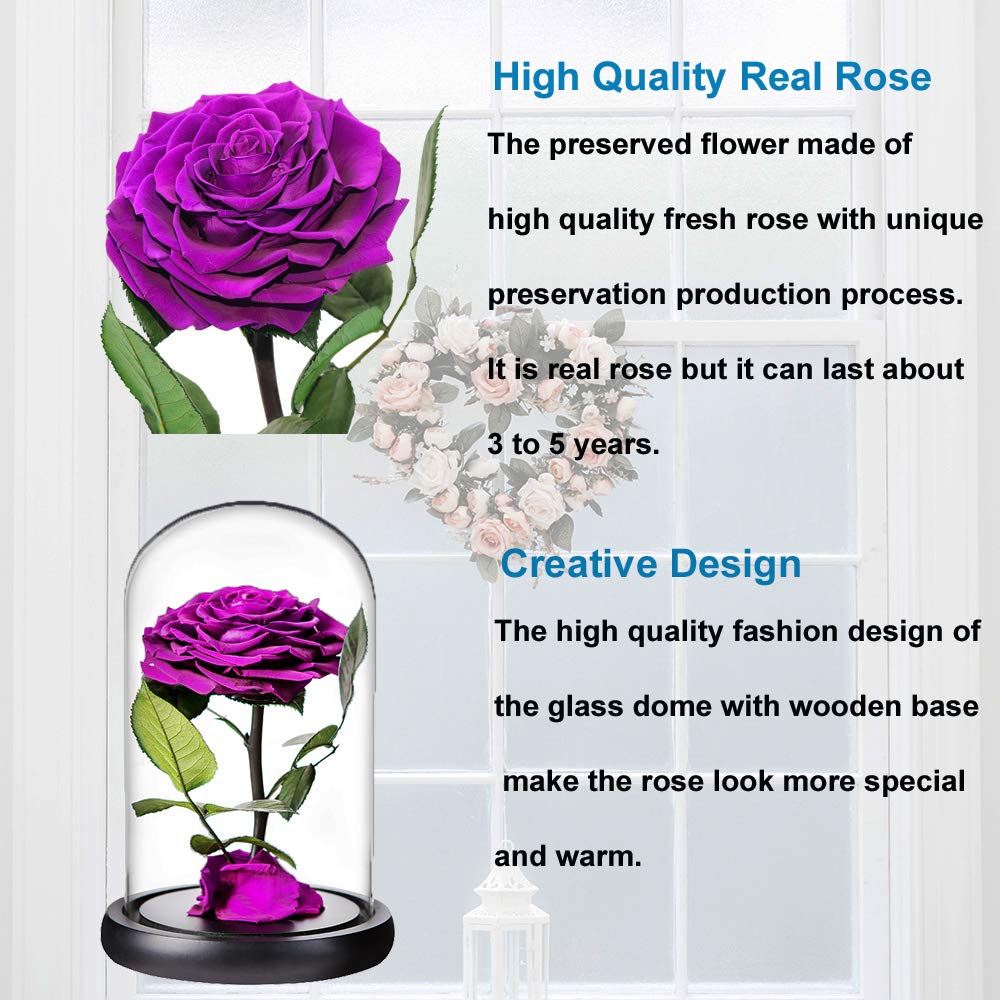 High Quality Real Rose
The preserved flower made of
high quality fresh rose with unique
preservation production process.
It is real rose but it can last about
3 to 5 years.
Creative Design
The high quality fashion design of
the glass dome with wooden base
make the rose look more special
and warm.